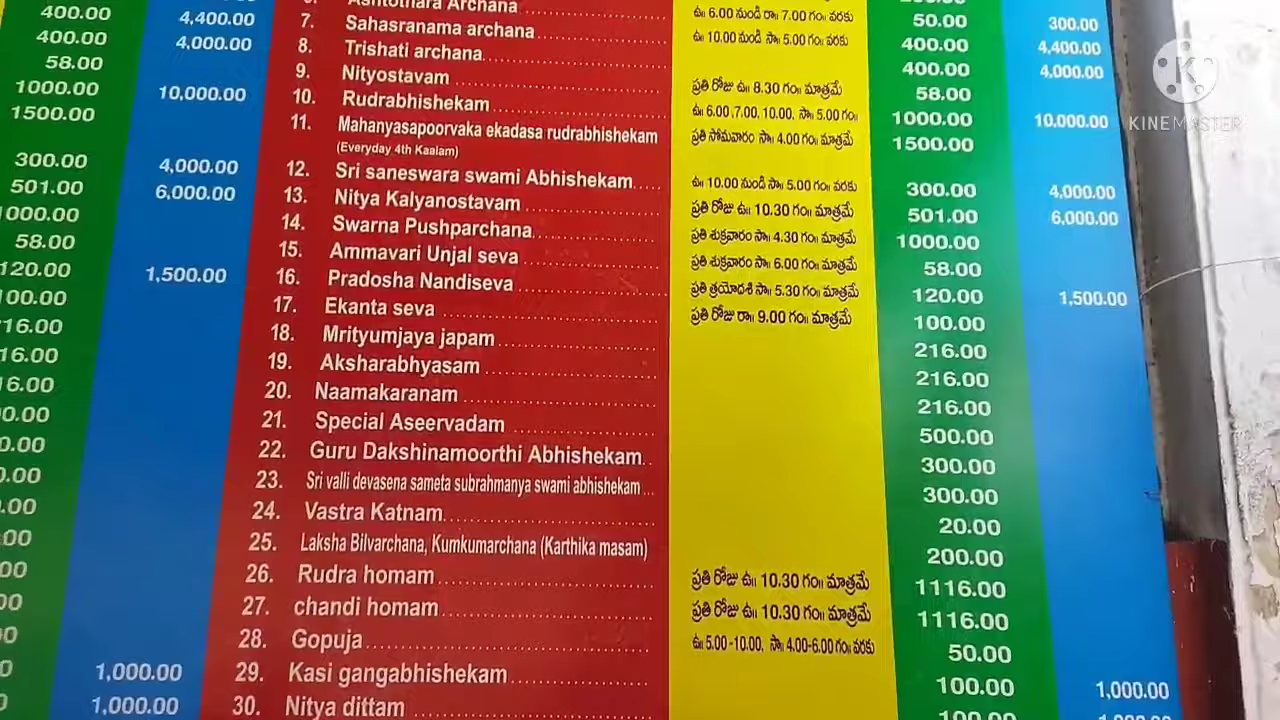 Ashtothara Archana ఉ॥ 6.00 నుండి రా॥ 7.00 గం॥ వరకు 50.00 300.00
400.00 4,400.00 7. Sahasranama archana ఉ॥ 10.00 నుండి సా॥ 5.00 గం॥ వరకు 400.00 4,400.00
400.00 4,000.00 8. Trishati archana 400.00 4,000.00
58.00 9. Nityostavam ప్రతి రోజు ఉ॥ 8.30 గం॥ మాత్రమే 58.00
1000.00 10,000.00 10. Rudrabhishekam ఉ॥ 6.00 ,7.00, 10.00, సా॥ 5.00 గం॥ 1000.00 10,000.00
1500.00 11. Mahanyasapoorvaka ekadasa rudrabhishekam ప్రతి సోమవారం సా॥ 4.00 గం॥ మాత్రమే 1500.00
(Everyday 4th Kaalam)
300.00 4,000.00 12. Sri saneswara swami Abhishekam ఉ॥ 10.00 నుండి సా॥ 5.00 గం॥ వరకు 300.00 4,000.00
501.00 6,000.00 13. Nitya Kalyanostavam ప్రతి రోజు ఉ॥ 10.30 గం॥ మాత్రమే 501.00 6,000.00
1000.00 14. Swarna Pushparchana ప్రతి శుక్రవారం సా॥ 4.30 గం॥ మాత్రమే 1000.00
58.00 15. Ammavari Unjal seva ప్రతి శుక్రవారం సా॥ 6.00 గం॥ మాత్రమే 58.00
120.00 1,500.00 16. Pradosha Nandiseva ప్రతి త్రయోదశి సా॥ 5.30 గం॥ మాత్రమే 120.00 1,500.00
100.00 17. Ekanta seva ప్రతి రోజు రా॥ 9.00 గం॥ మాత్రమే 100.00
216.00 18. Mrityumjaya japam 216.00
16.00 19. Aksharabhyasam 216.00
16.00 20. Naamakaranam 216.00
21. Special Aseervadam 500.00
22. Guru Dakshinamoorthi Abhishekam 300.00
23. Sri valli devasena sameta subrahmanya swami abhishekam 300.00
24. Vastra Katnam 20.00
25. Laksha Bilvarchana, Kumkumarchana (Karthika masam) 200.00
26. Rudra homam ప్రతి రోజు ఉ॥ 10.30 గం॥ మాత్రమే 1116.00
27. chandi homam ప్రతి రోజు ఉ॥ 10.30 గం॥ మాత్రమే 1116.00
28. Gopuja ఉ॥ 5.00 -10.00, సా॥ 4.00-6.00 గం॥ వరకు 50.00
1,000.00 29. Kasi gangabhishekam 100.00 1,000.00
1,000.00 30. Nitya dittam 100.00
K
KINEMASTER